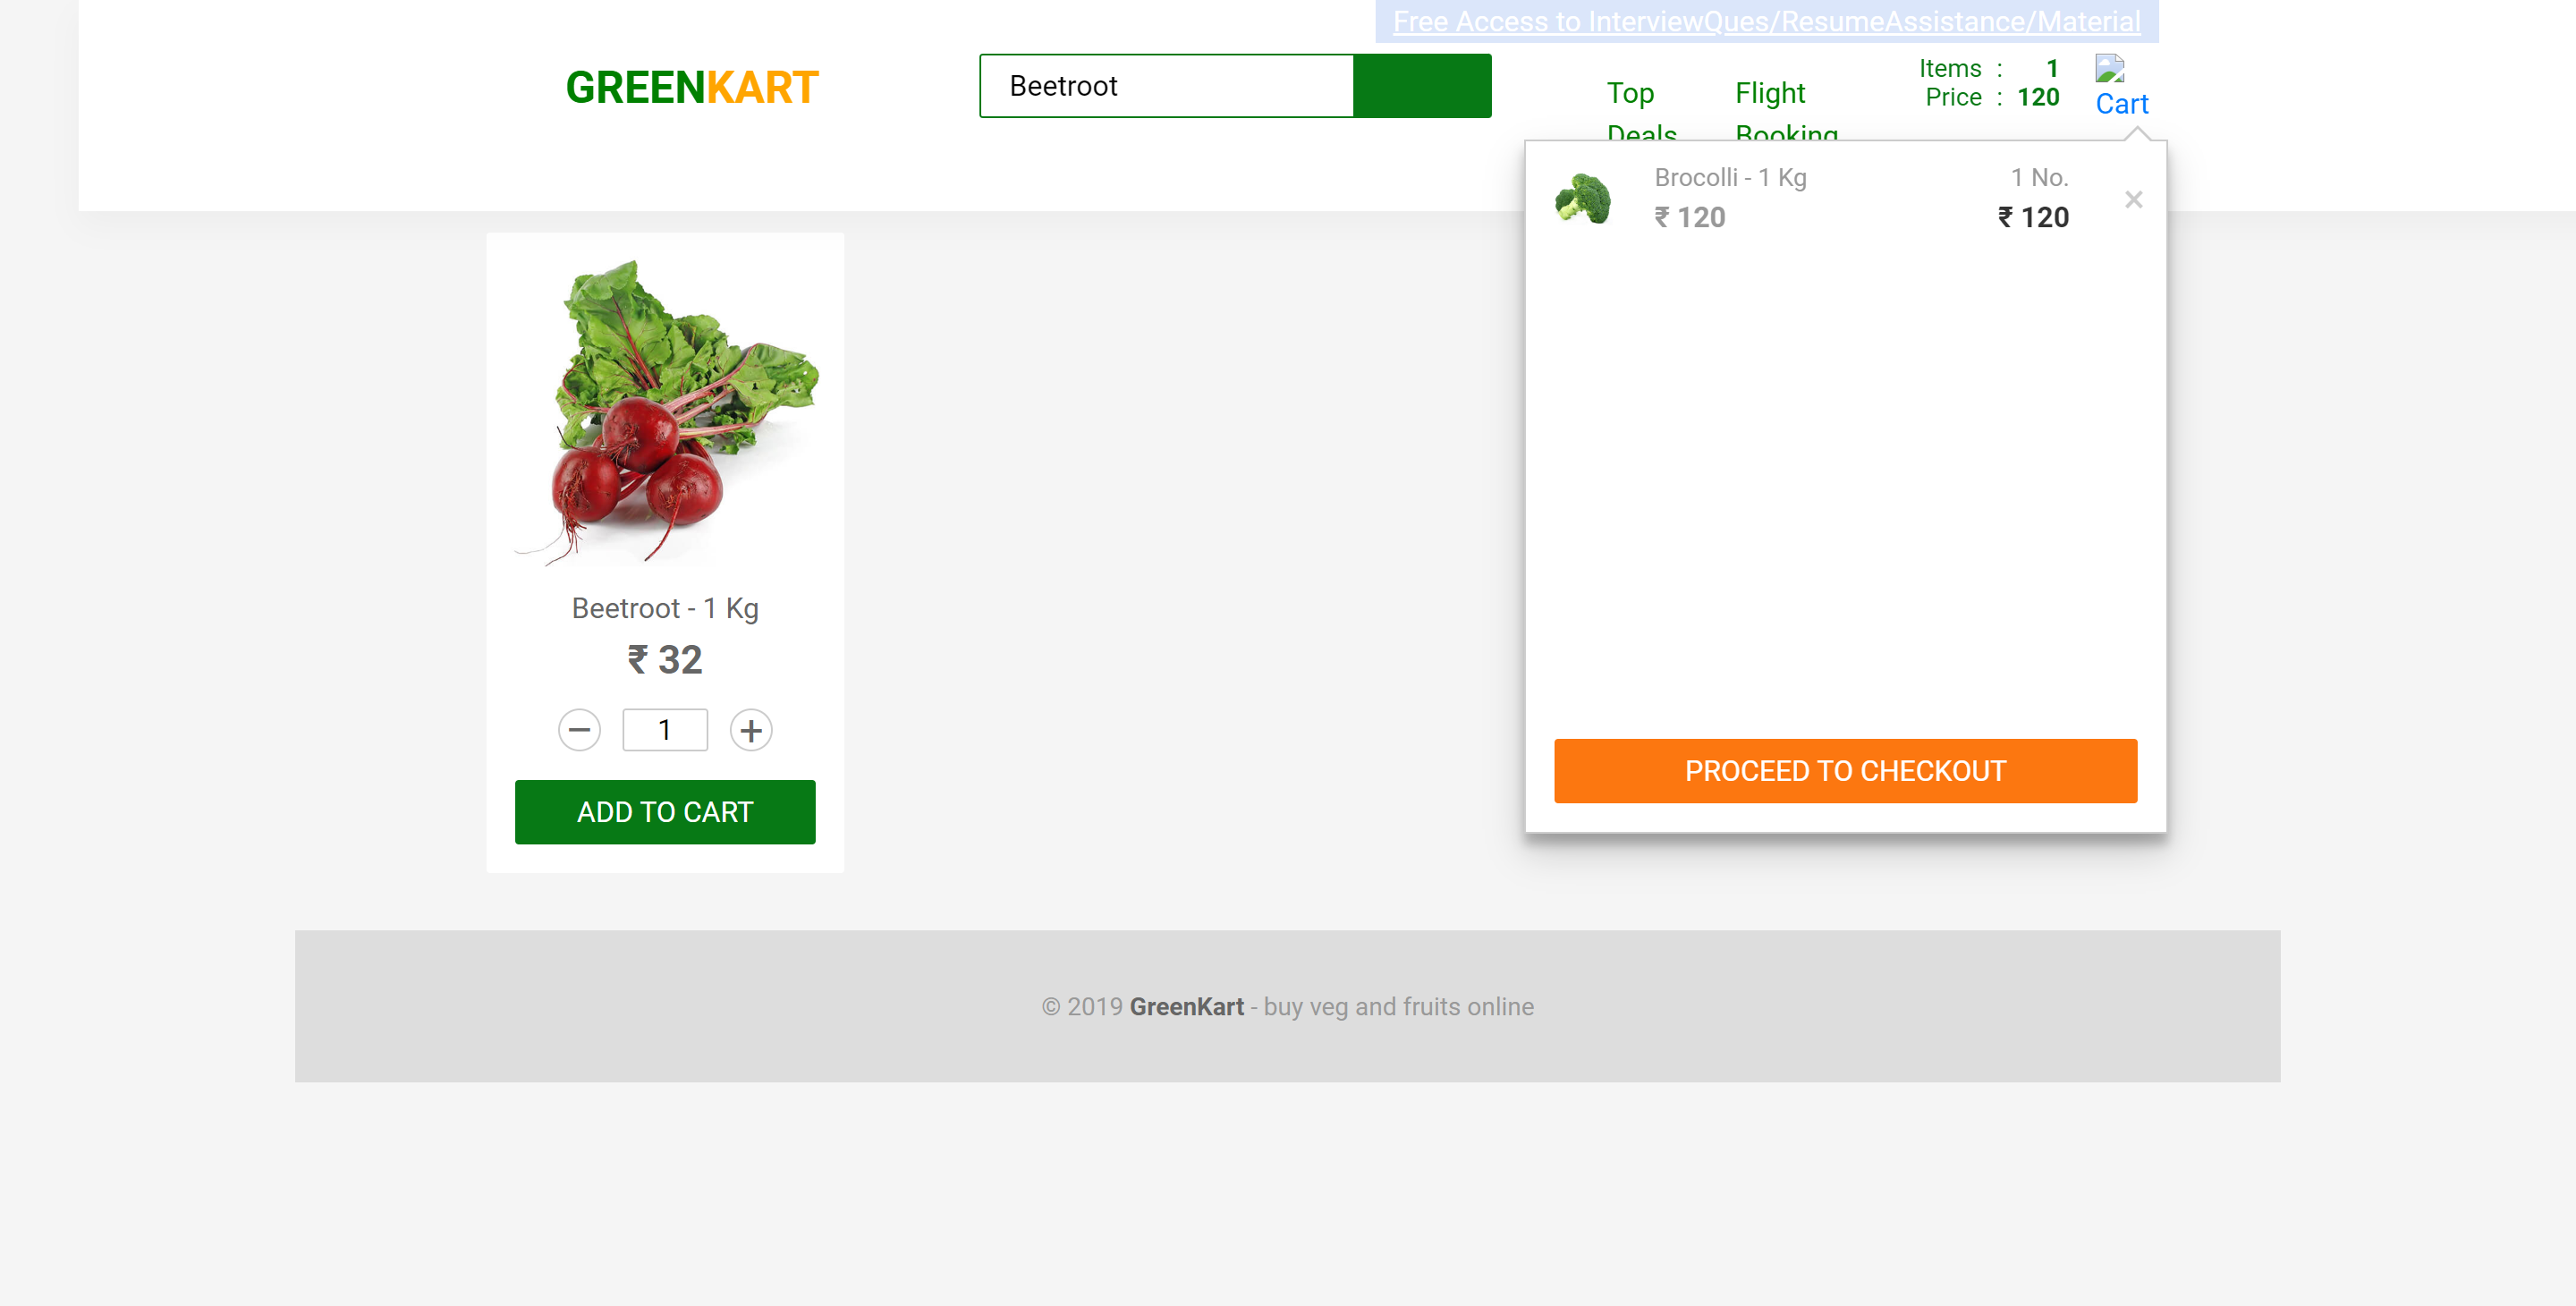 Free Access to InterviewQues/ResumeAssistance/Material
GREENKART
Beetroot
Top Deals
Flight Booking
Items : 1
Price : 120
Cart
Brocolli - 1 Kg
₹ 120
1 No.
₹ 120
×
PROCEED TO CHECKOUT
Beetroot - 1 Kg
₹ 32
− 1 +
ADD TO CART
© 2019 GreenKart - buy veg and fruits online